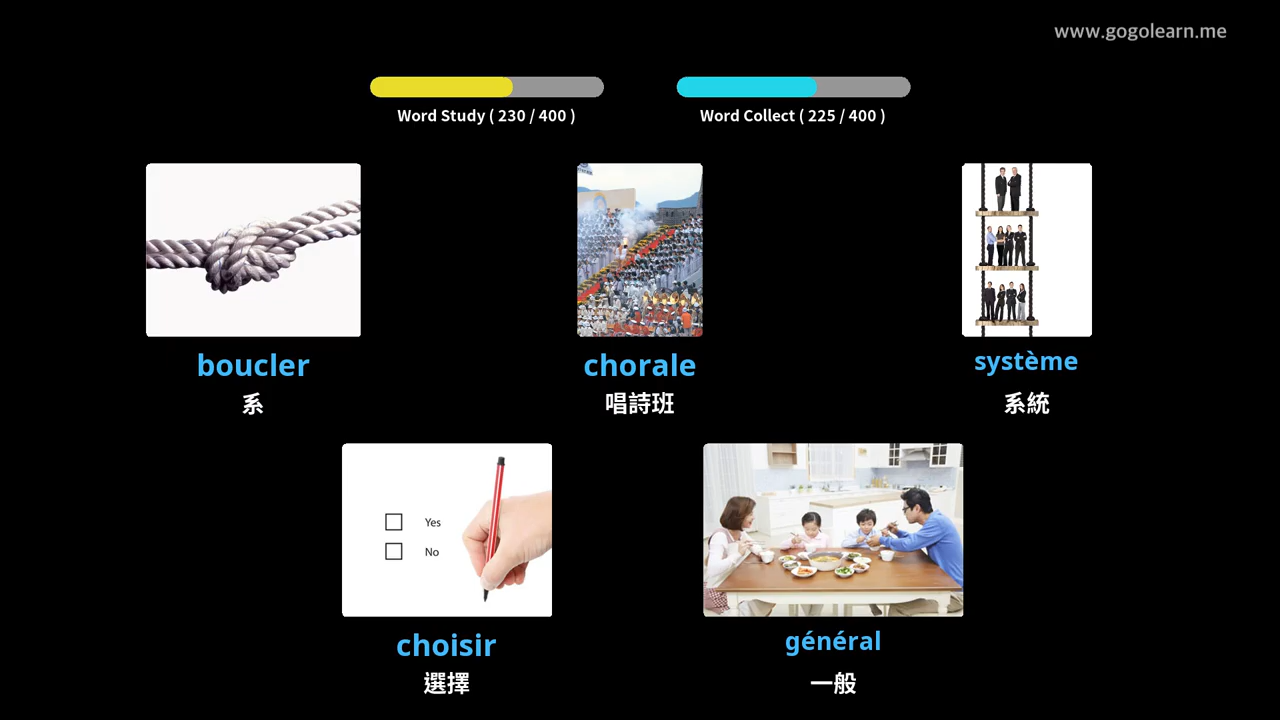 www.gogolearn.me
Word Study ( 230 / 400 )
Word Collect ( 225 / 400 )
boucler
系
chorale
唱詩班
système
系統
Yes
No
choisir
選擇
général
一般